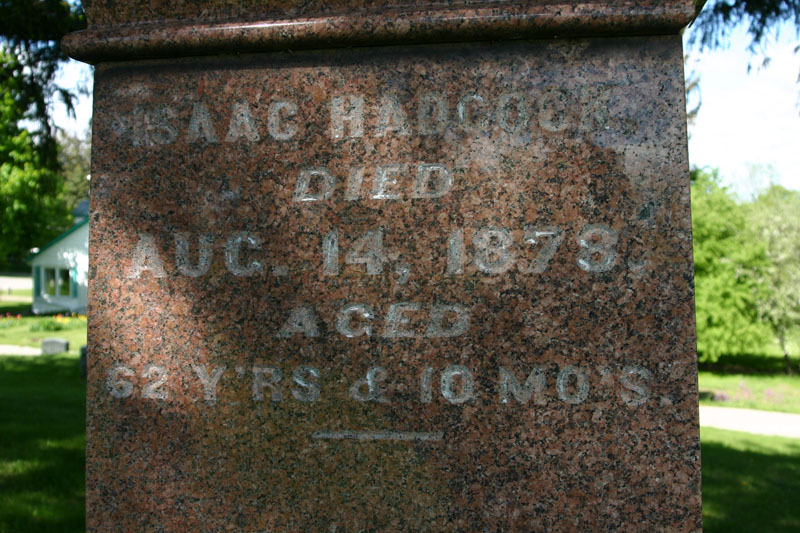 ISAAC HADCOCK,
DIED
AUG. 14, 1878.
AGED
62 Y'RS & 10 MO'S.